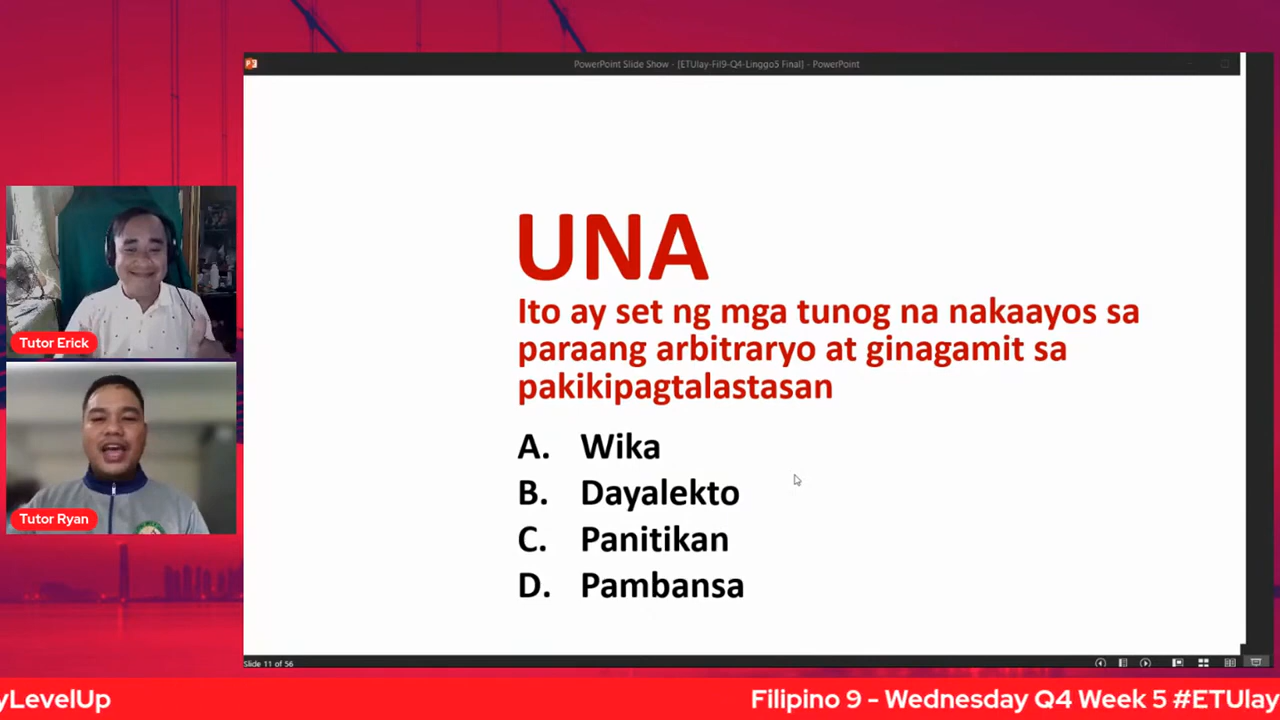 PowerPoint Slide Show - [ETUlay-Fil9-Q4-Linggo5 Final] - PowerPoint
UNA
Ito ay set ng mga tunog na nakaayos sa
paraang arbitraryo at ginagamit sa
pakikipagtalastasan
A. Wika
B. Dayalekto
C. Panitikan
D. Pambansa
Tutor Erick
Tutor Ryan
Slide 11 of 56
yLevelUp
Filipino 9 - Wednesday Q4 Week 5 #ETUlay